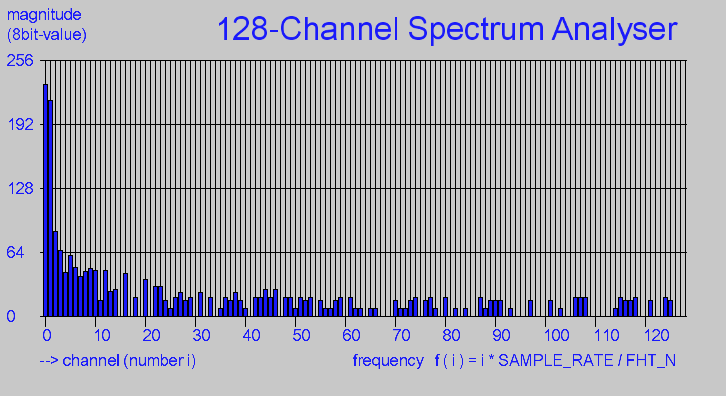 magnitude
(8bit-value)
128-Channel Spectrum Analyser
256
192
128
64
0
0 10 20 30 40 50 60 70 80 90 100 110 120
--> channel (number i)
frequency f ( i ) = i * SAMPLE_RATE / FHT_N